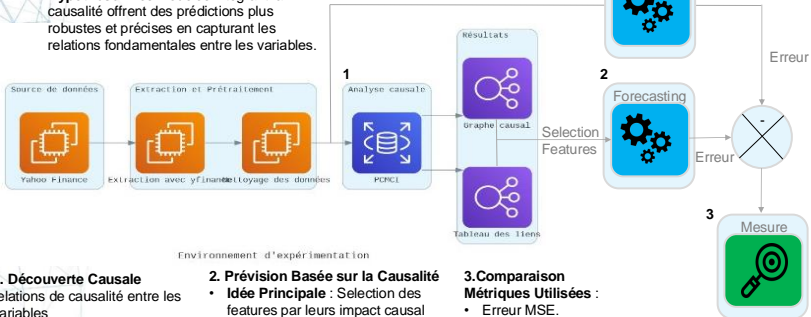 causalité offrent des prédictions plus
robustes et précises en capturant les
relations fondamentales entre les variables.
Résultats
Erreur
1
2
Source de données
Extraction et Prétraitement
Analyse causale
Forecasting
Graphe causal
Selection
Features
-
Erreur
Yahoo Finance
Extraction avec yfinance
Nettoyage des données
PCMCI
Tableau des liens
3
Mesure
Environnement d'expérimentation
. Découverte Causale
elations de causalité entre les
ariables
2. Prévision Basée sur la Causalité
• Idée Principale : Selection des
features par leurs impact causal
3.Comparaison
Métriques Utilisées :
• Erreur MSE.